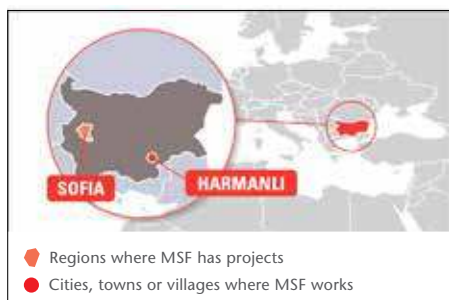 SOFIA
HARMANLI
Regions where MSF has projects
Cities, towns or villages where MSF works